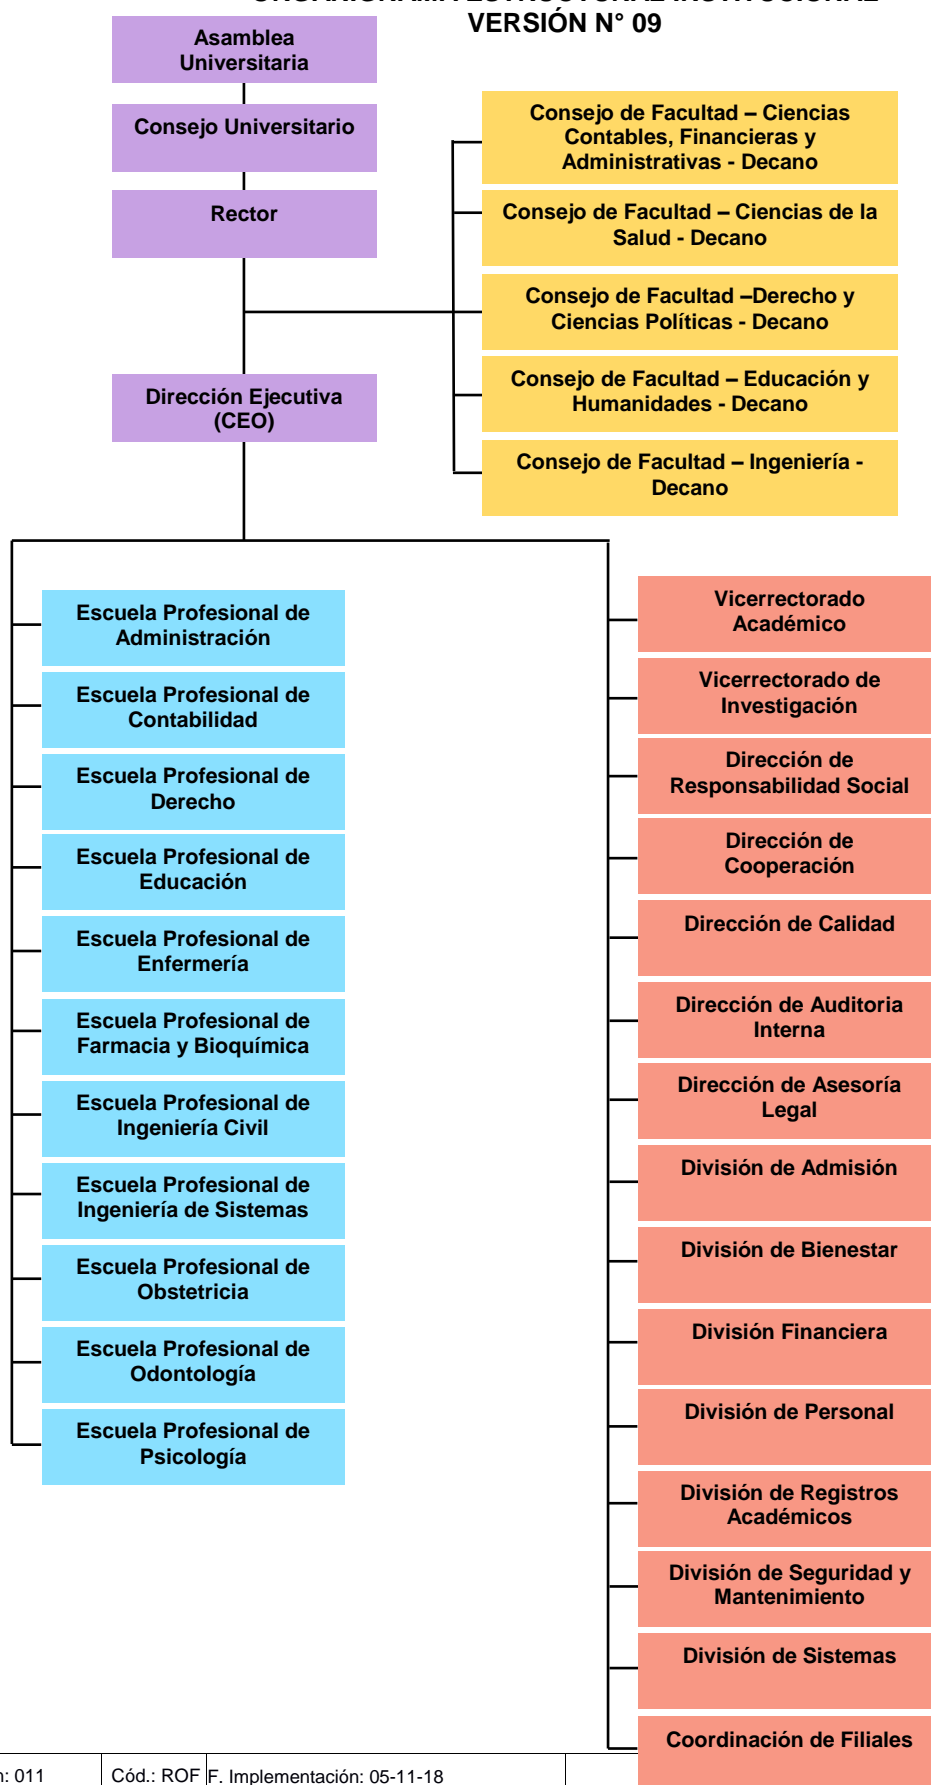 VERSIÓN N° 09
Asamblea
Universitaria
Consejo Universitario
Rector
Consejo de Facultad – Ciencias
Contables, Financieras y
Administrativas - Decano
Consejo de Facultad – Ciencias de la
Salud - Decano
Consejo de Facultad –Derecho y
Ciencias Políticas - Decano
Consejo de Facultad – Educación y
Humanidades - Decano
Consejo de Facultad – Ingeniería -
Decano
Dirección Ejecutiva
(CEO)
Escuela Profesional de
Administración
Escuela Profesional de
Contabilidad
Escuela Profesional de
Derecho
Escuela Profesional de
Educación
Escuela Profesional de
Enfermería
Escuela Profesional de
Farmacia y Bioquímica
Escuela Profesional de
Ingeniería Civil
Escuela Profesional de
Ingeniería de Sistemas
Escuela Profesional de
Obstetricia
Escuela Profesional de
Odontología
Escuela Profesional de
Psicología
Vicerrectorado
Académico
Vicerrectorado de
Investigación
Dirección de
Responsabilidad Social
Dirección de
Cooperación
Dirección de Calidad
Dirección de Auditoria
Interna
Dirección de Asesoría
Legal
División de Admisión
División de Bienestar
División Financiera
División de Personal
División de Registros
Académicos
División de Seguridad y
Mantenimiento
División de Sistemas
Coordinación de Filiales
n: 011
Cód.: ROF
F. Implementación: 05-11-18